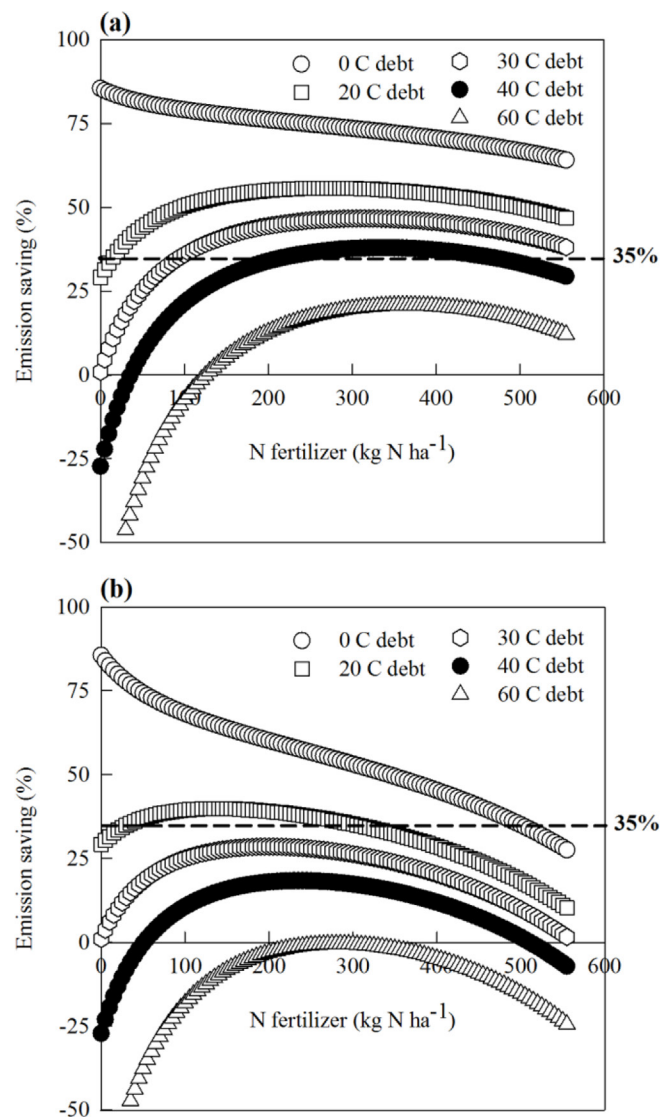 (a)
100
0 C debt
30 C debt
20 C debt
40 C debt
60 C debt
75
50
35%
25
0
0 100 200 300 400 500 600
N fertilizer (kg N ha-1)
-25
-50
Emission saving (%)
(b)
100
0 C debt
30 C debt
20 C debt
40 C debt
60 C debt
75
50
35%
25
0
0 100 200 300 400 500 600
N fertilizer (kg N ha-1)
-25
-50
Emission saving (%)